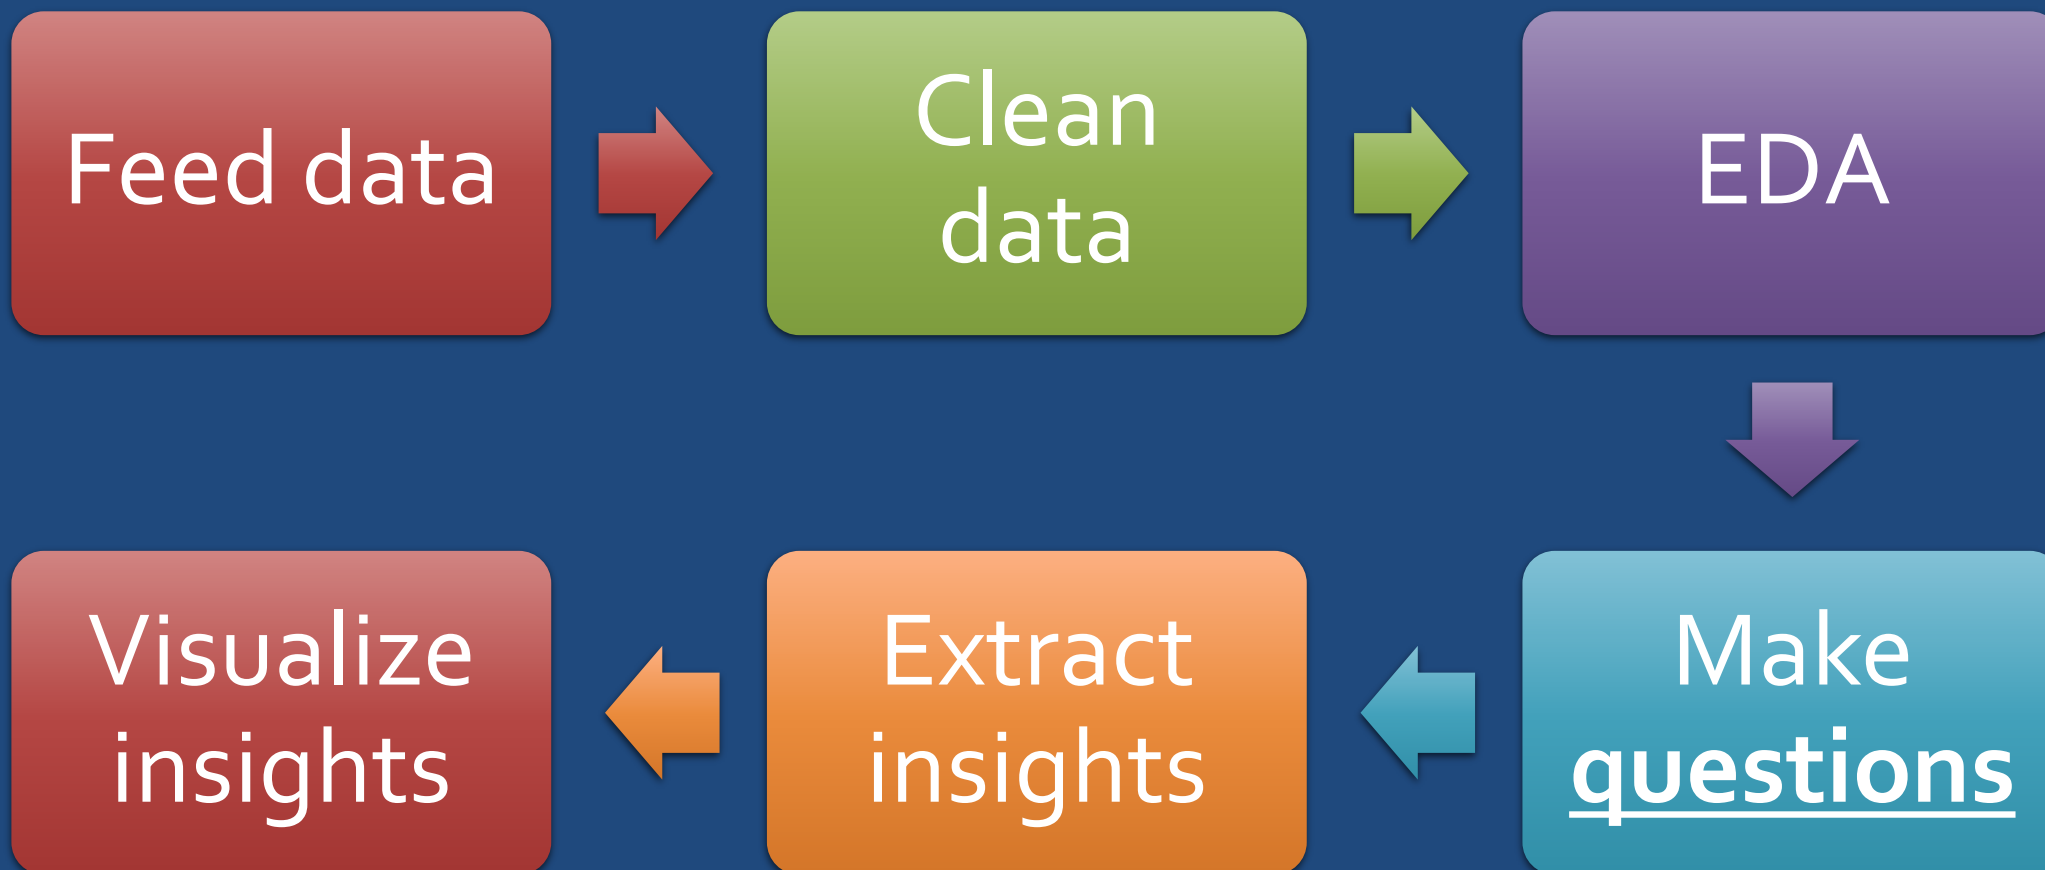 Feed data
Clean
data
EDA
Make
questions
Extract
insights
Visualize
insights